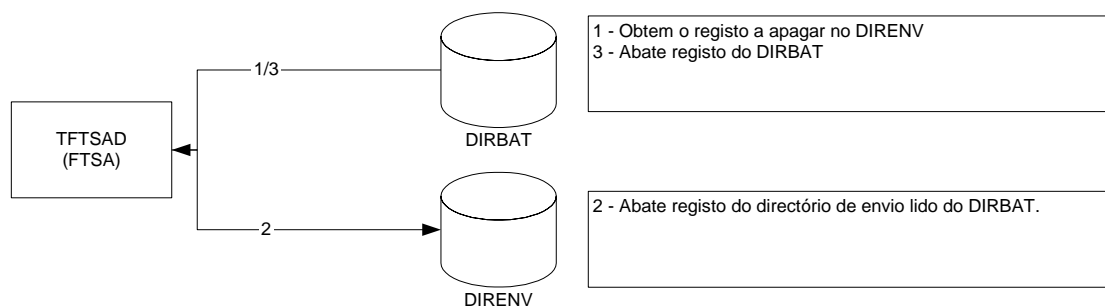 1 - Obtem o registo a apagar no DIRENV
3 - Abate registo do DIRBAT
1/3
TFTSAD
(FTSA)
DIRBAT
2 - Abate registo do directório de envio lido do DIRBAT.
2
DIRENV